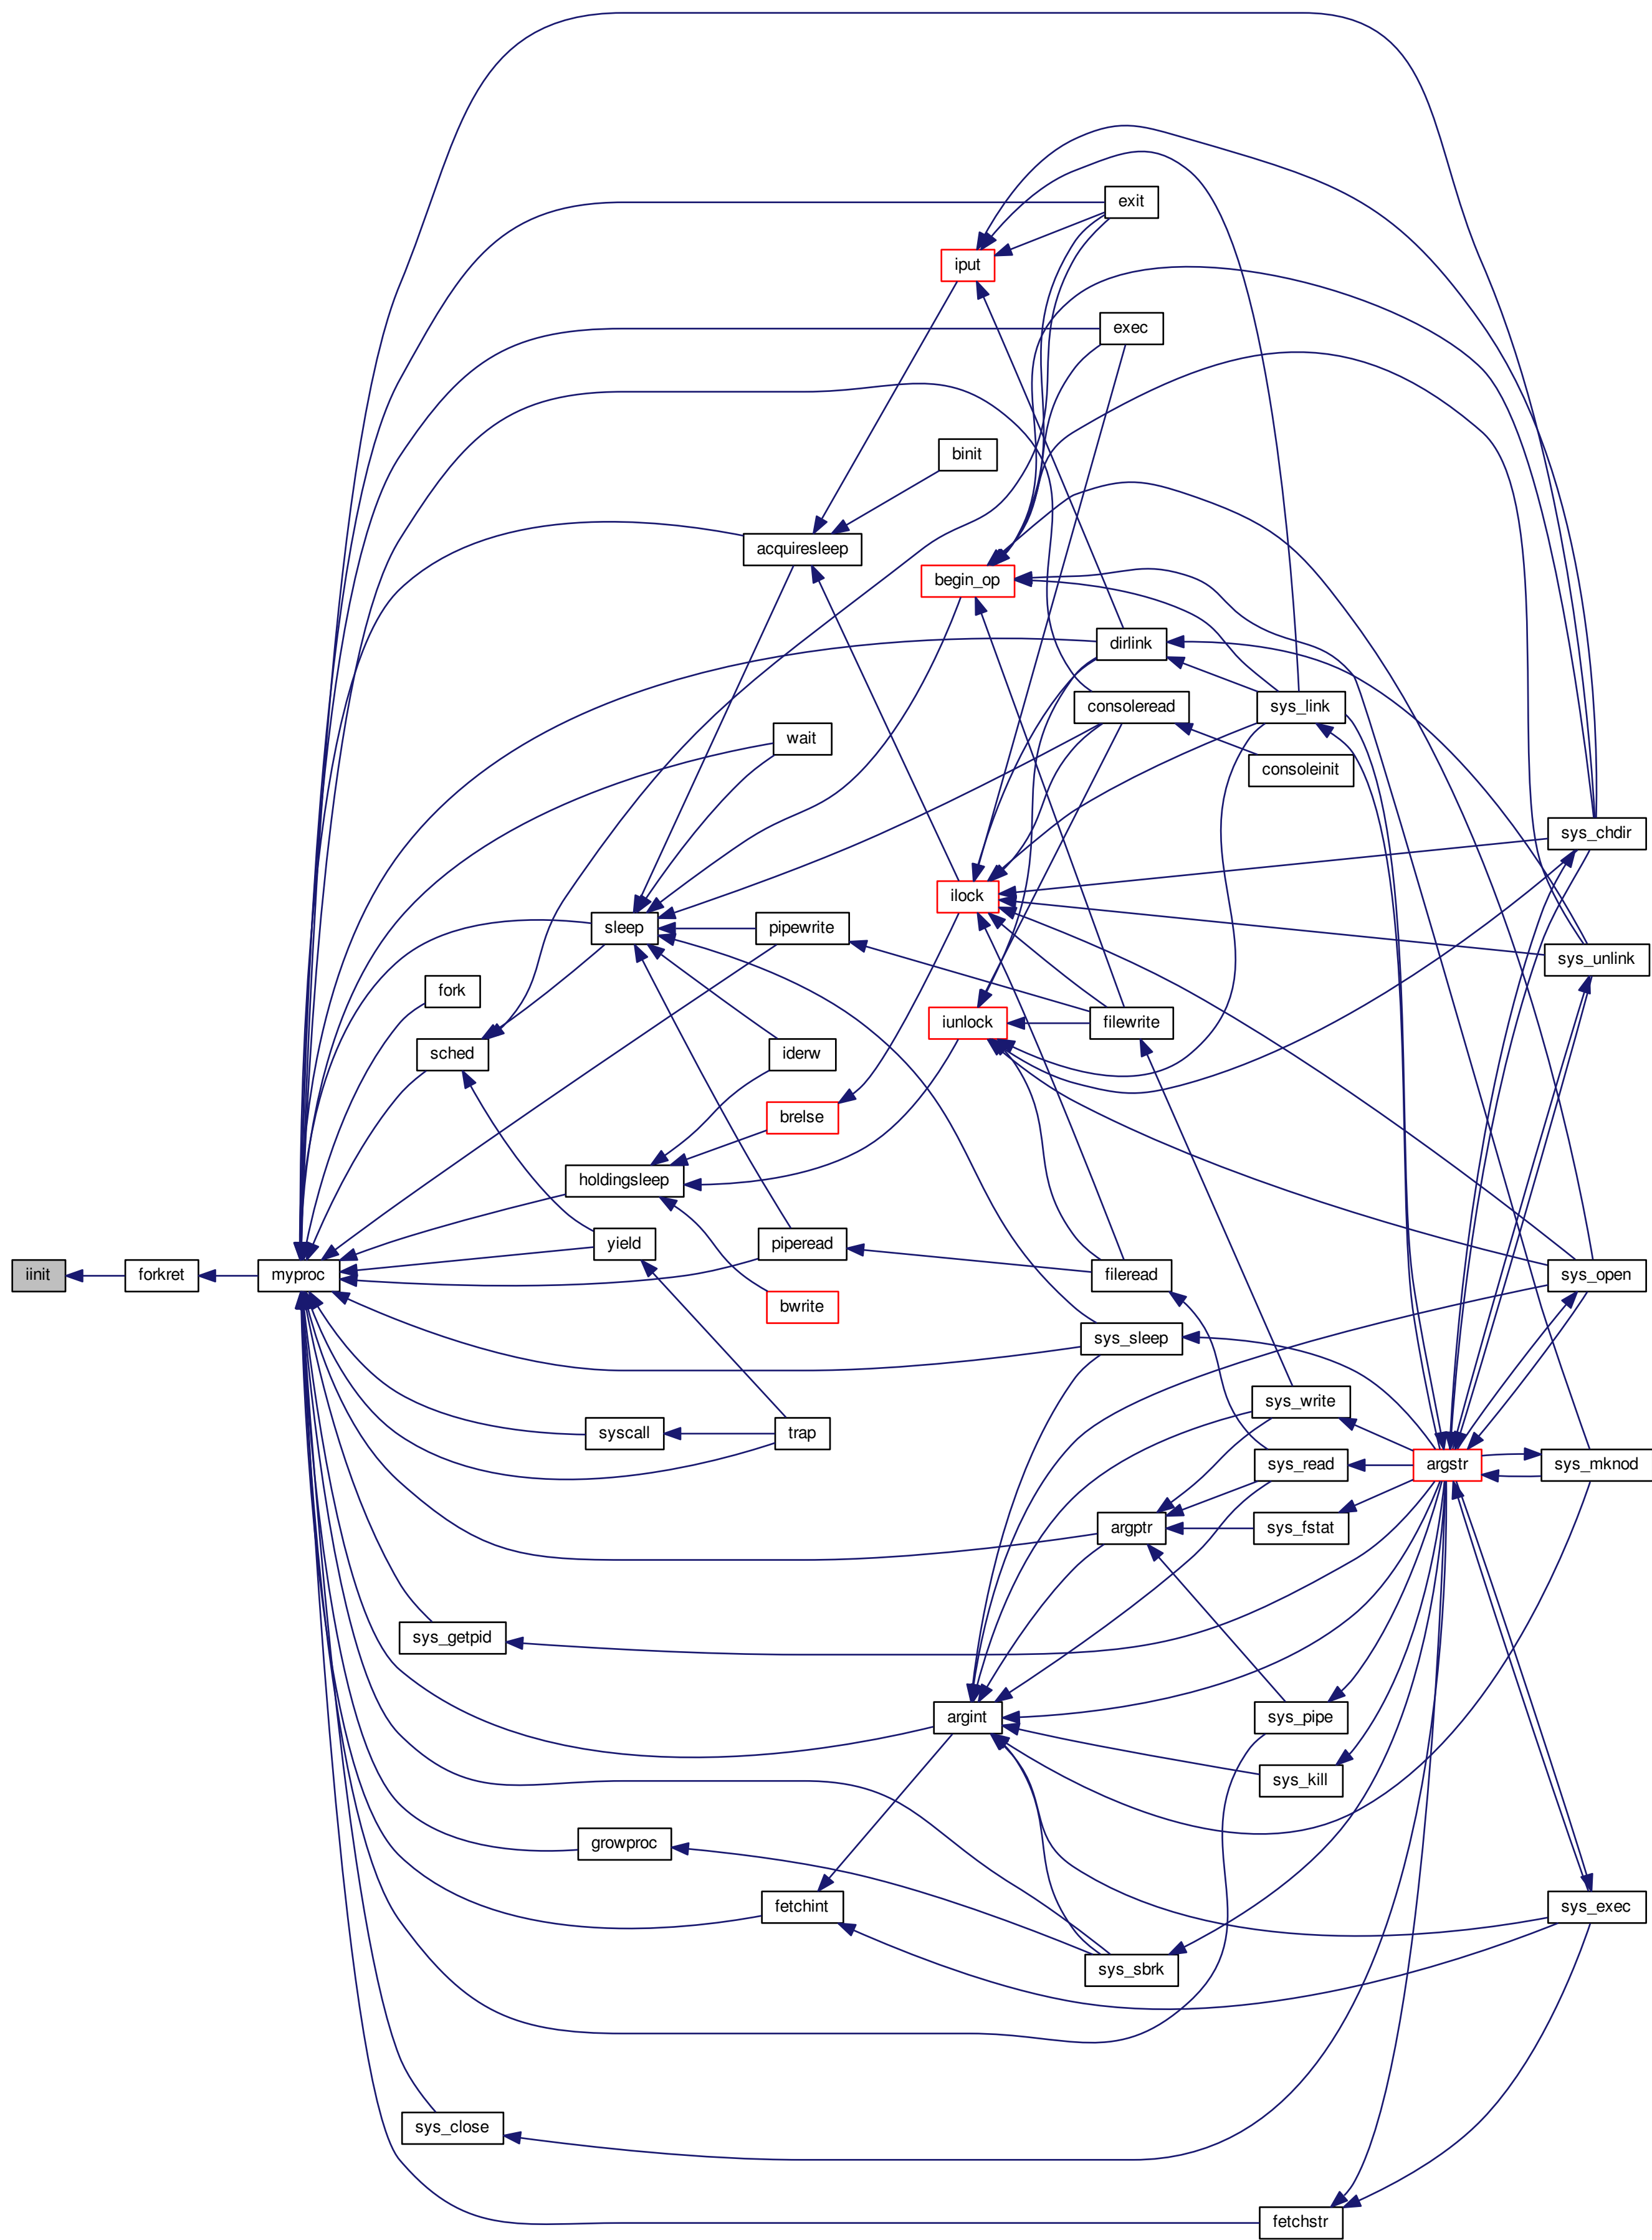 exit
iput
exec
binit
acquiresleep
begin_op
dirlink
consoleread
sys_link
wait
consoleinit
sys_chdir
ilock
sleep
pipewrite
sys_unlink
fork
iunlock
filewrite
sched
iderw
brelse
holdingsleep
yield
piperead
iinit
forkret
myproc
fileread
sys_open
bwrite
sys_sleep
sys_write
syscall
trap
sys_read
argstr
sys_mknod
argptr
sys_fstat
sys_getpid
argint
sys_pipe
sys_kill
growproc
fetchint
sys_exec
sys_sbrk
sys_close
fetchstr